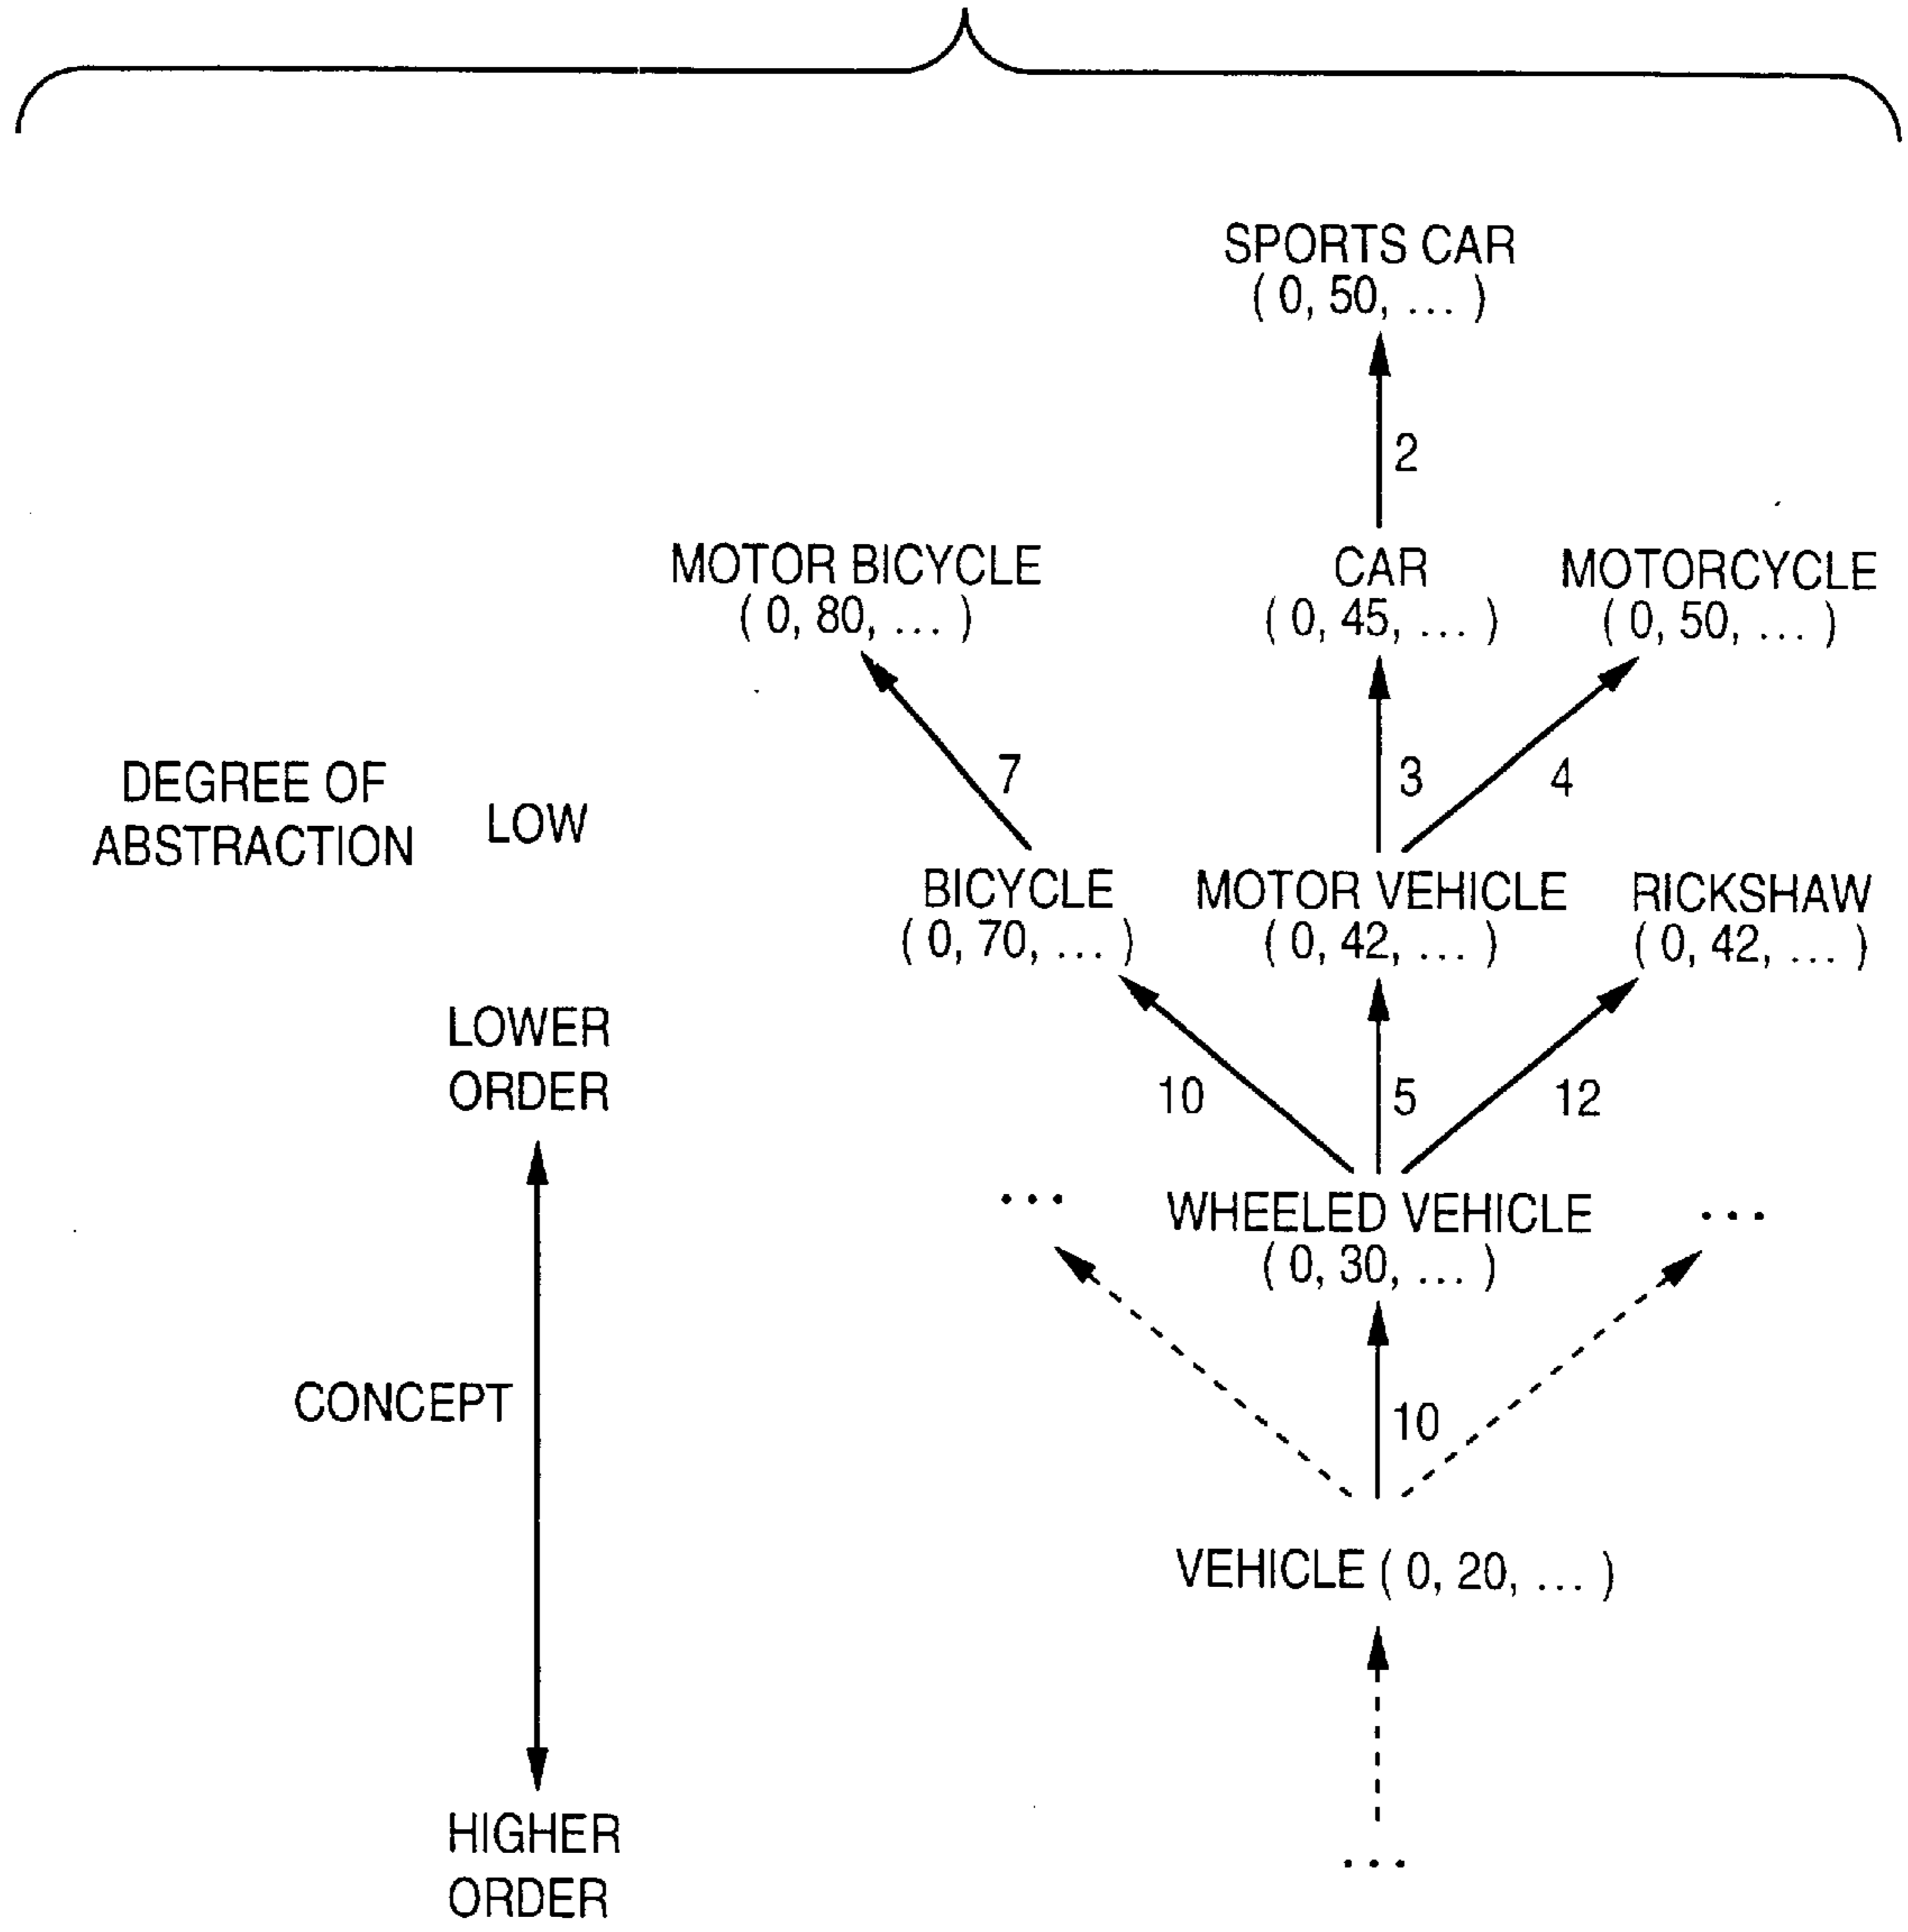 SPORTS CAR
( 0, 50, ... )
2
MOTOR BICYCLE
( 0, 80, ... )
CAR
( 0, 45, ... )
MOTORCYCLE
( 0, 50, ... )
7
3
4
DEGREE OF
ABSTRACTION
LOW
BICYCLE
( 0, 70, ... )
MOTOR VEHICLE
( 0, 42, ... )
RICKSHAW
( 0, 42, ... )
LOWER
ORDER
10
5
12
...
WHEELED VEHICLE
( 0, 30, ... )
...
CONCEPT
10
VEHICLE ( 0, 20, ... )
HIGHER
ORDER
...